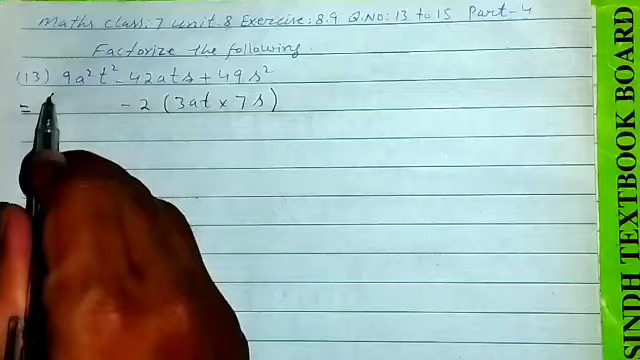 Maths class: 7 unit: 8 Exercise: 8.9 Q.NO: 13 to 15 Part-4
Factorize the following.
(13) 9a²t² - 42ats + 49s²
= - 2 (3at × 7s)
SINDH TEXTBOOK BOARD